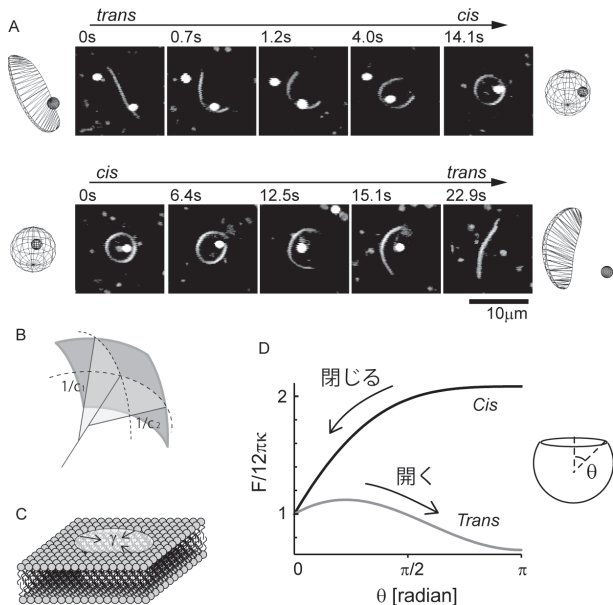 A
trans cis
0s 0.7s 1.2s 4.0s 14.1s
cis trans
0s 6.4s 12.5s 15.1s 22.9s
10μm
B
1/c1
1/c2
C
γ
D
F/12πκ
2
1
閉じる
Cis
開く
Trans
0 π/2 π
θ [radian]
θ